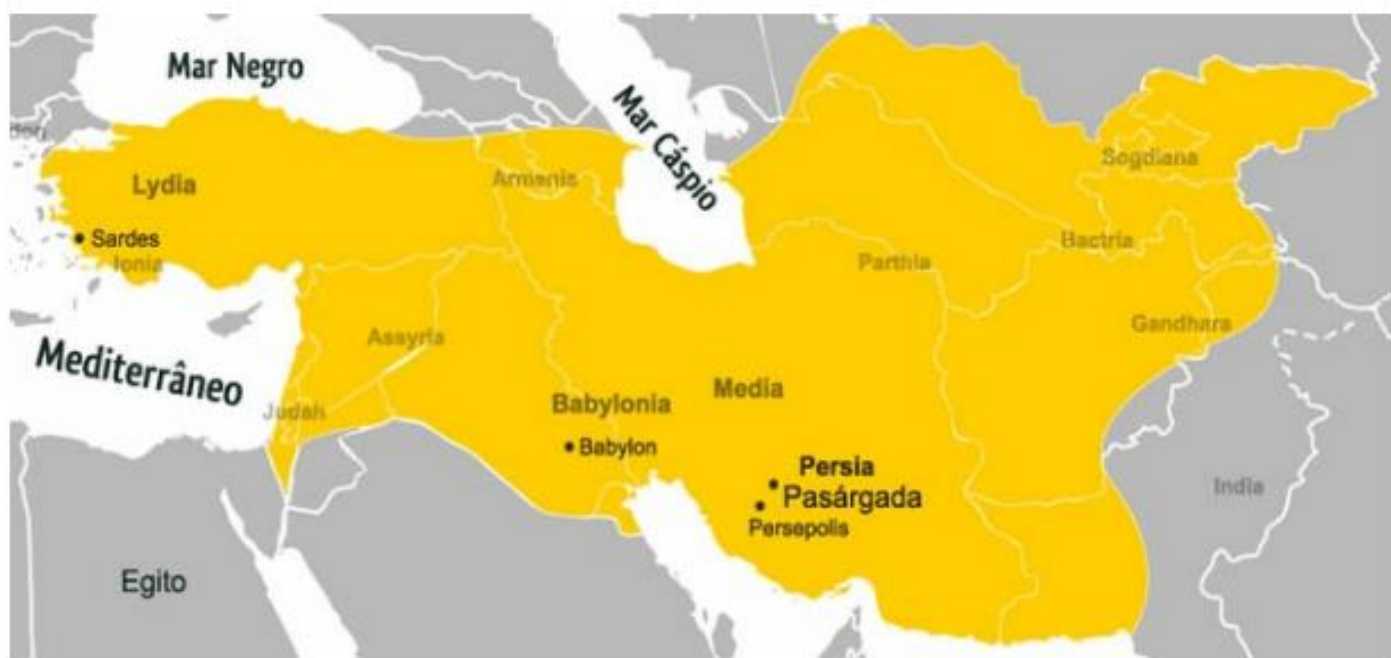 Mar Negro
Mar Cáspio
don
Lydia
Armenia
Sogdiana
Sardes
Ionia
Parthia
Bactria
Assyria
Gandhara
Mediterrâneo
Media
Judah
Babylonia
Babylon
Persia
Pasárgada
India
Persepolis
Egito